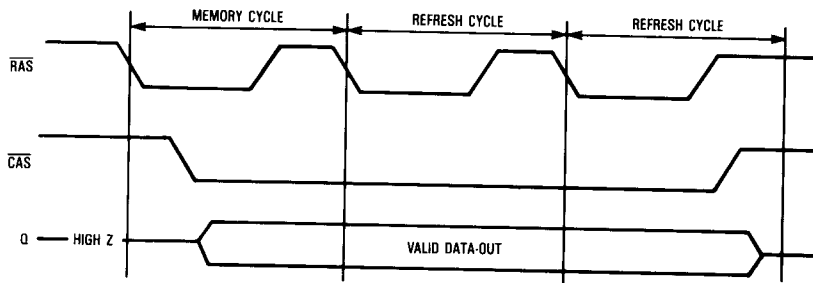 MEMORY CYCLE
REFRESH CYCLE
REFRESH CYCLE
RAS
CAS
Q
HIGH Z
VALID DATA-OUT